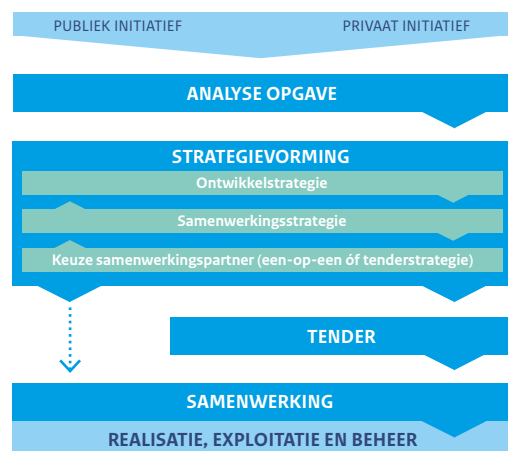 PUBLIEK INITIATIEF PRIVAAT INITIATIEF
ANALYSE OPGAVE
STRATEGIEVORMING
Ontwikkelstrategie
Samenwerkingsstrategie
Keuze samenwerkingspartner (een-op-een óf tenderstrategie)
TENDER
SAMENWERKING
REALISATIE, EXPLOITATIE EN BEHEER